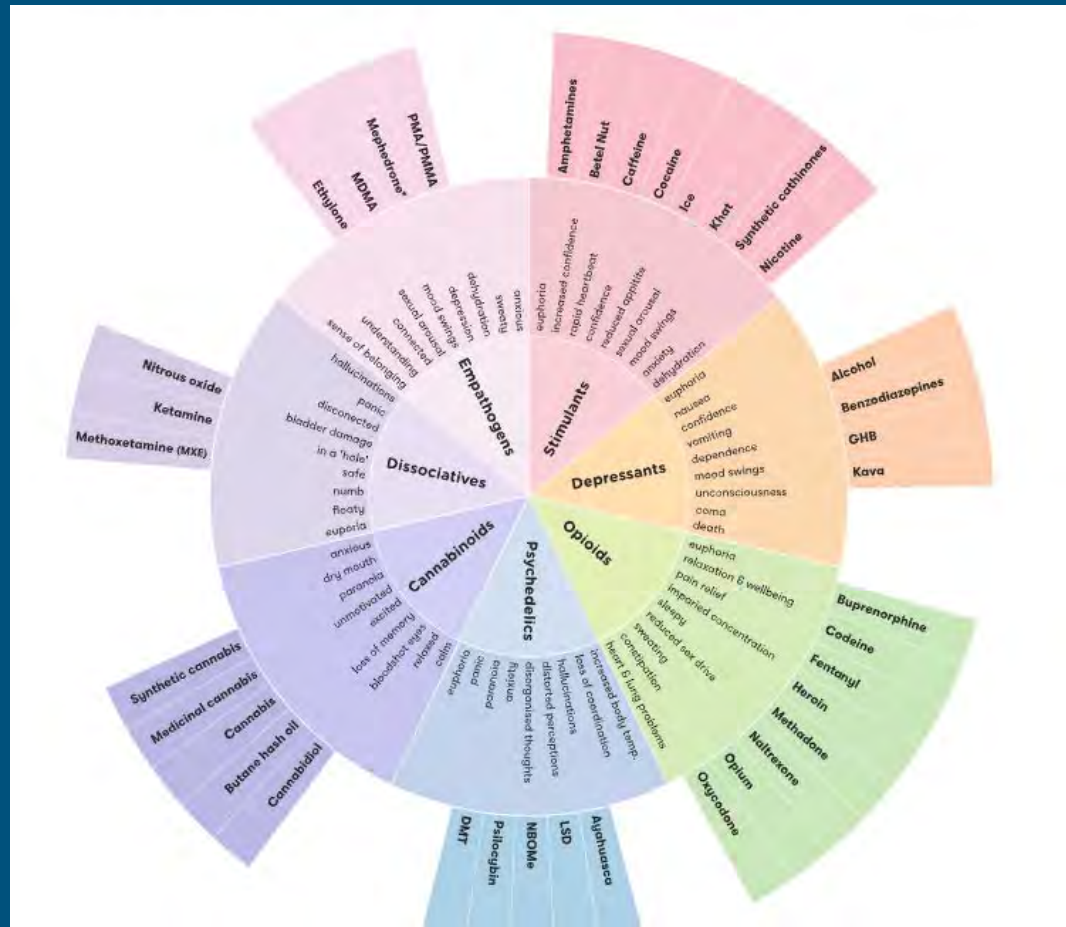 Empathogens
Ethylone
MDMA
Mephedrone*
PMA/PMMA
sense of belonging
understanding
connected
sexual arousal
mood swings
depression
dehydration
sweaty
anxious
Stimulants
Amphetamines
Betel Nut
Caffeine
Cocaine
Ice
Khat
Synthetic cathinones
Nicotine
euphoria
increased confidence
rapid heartbeat
confidence
reduced appitite
sexual arousal
mood swings
anxiety
dehydration
Depressants
Alcohol
Benzodiazepines
GHB
Kava
euphoria
nausea
confidence
vomiting
dependence
mood swings
unconsciousness
coma
death
Opioids
Buprenorphine
Codeine
Fentanyl
Heroin
Methadone
Naltrexone
Opium
Oxycodone
euphoria
relaxation & wellbeing
pain relief
imparied concentration
sleepy
reduced sex drive
sweating
constipation
heart & lung problems
Psychedelics
Ayahuasca
LSD
NBOMe
Psilocybin
DMT
increased body temp.
loss of coordination
hallucinations
distorted perceptions
disorganised thoughts
anxiety
paranoia
panic
euphoria
Cannabinoids
Cannabidiol
Butane hash oil
Cannabis
Medicinal cannabis
Synthetic cannabis
calm
relaxed
bloodshot eyes
loss of memory
excited
unmotivated
paranoia
dry mouth
anxious
Dissociatives
Nitrous oxide
Ketamine
Methoxetamine (MXE)
hallucinations
panic
disconected
bladder damage
in a 'hole'
safe
numb
floaty
euporia